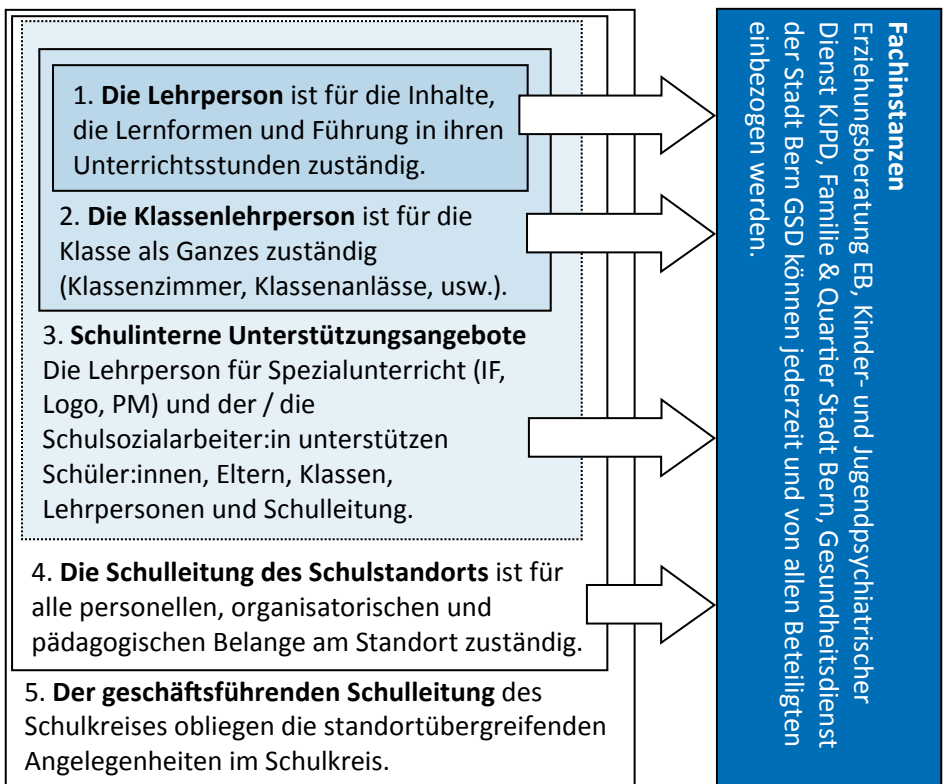 1. Die Lehrperson ist für die Inhalte,
die Lernformen und Führung in ihren
Unterrichtsstunden zuständig.
2. Die Klassenlehrperson ist für die
Klasse als Ganzes zuständig
(Klassenzimmer, Klassenanlässe, usw.).
3. Schulinterne Unterstützungsangebote
Die Lehrperson für Spezialunterricht (IF,
Logo, PM) und der / die
Schulsozialarbeiter:in unterstützen
Schüler:innen, Eltern, Klassen,
Lehrpersonen und Schulleitung.
4. Die Schulleitung des Schulstandorts ist für
alle personellen, organisatorischen und
pädagogischen Belange am Standort zuständig.
5. Der geschäftsführenden Schulleitung des
Schulkreises obliegen die standortübergreifenden
Angelegenheiten im Schulkreis.
Fachinstanzen
Erziehungsberatung EB, Kinder- und Jugendpsychiatrischer
Dienst KJPD, Familie & Quartier Stadt Bern, Gesundheitsdienst
der Stadt Bern GSD können jederzeit und von allen Beteiligten
einbezogen werden.